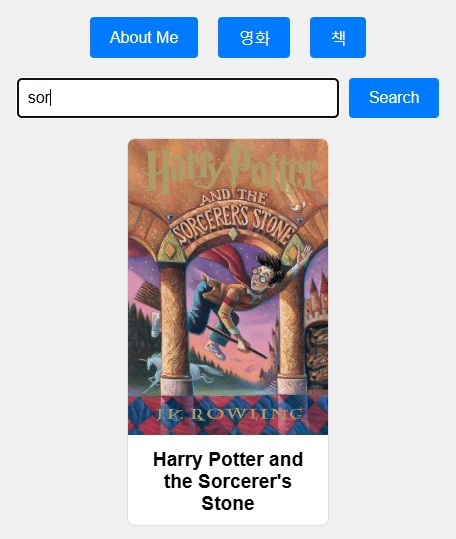 About Me
영화
책
sor
Search
Harry Potter
AND THE
SORCERER'S STONE
J.K. ROWLING
Harry Potter and
the Sorcerer's
Stone